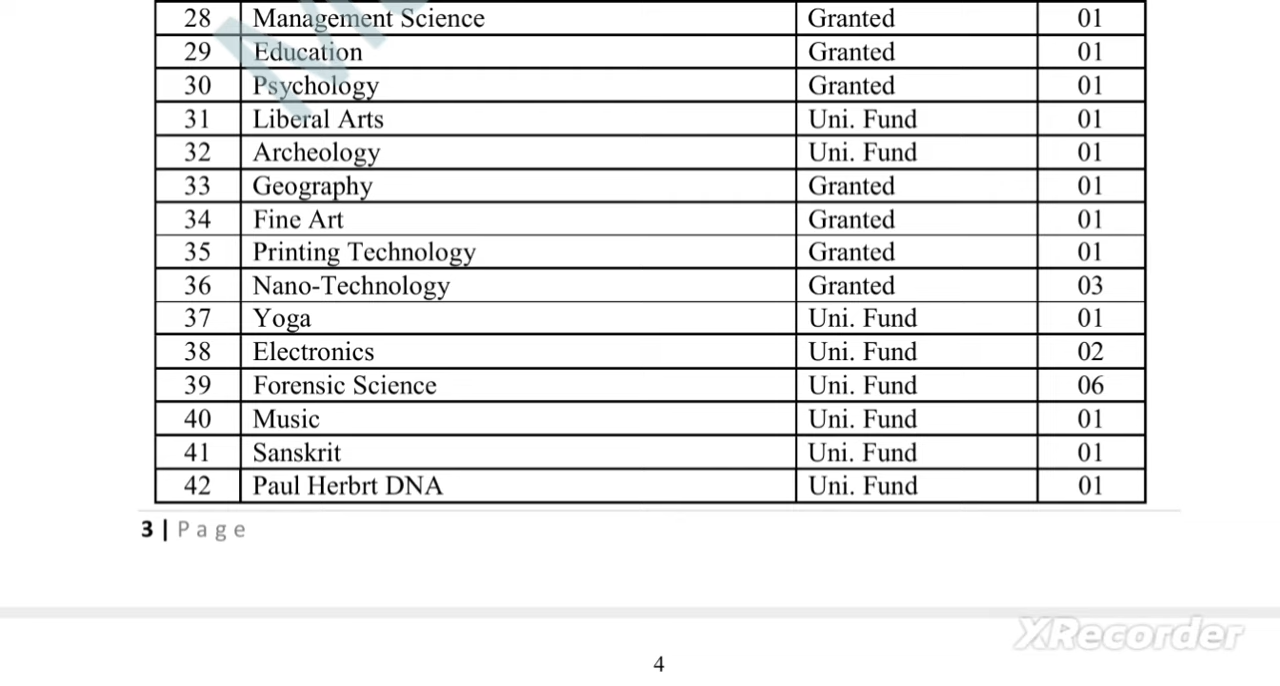 28 Management Science Granted 01
29 Education Granted 01
30 Psychology Granted 01
31 Liberal Arts Uni. Fund 01
32 Archeology Uni. Fund 01
33 Geography Granted 01
34 Fine Art Granted 01
35 Printing Technology Granted 01
36 Nano-Technology Granted 03
37 Yoga Uni. Fund 01
38 Electronics Uni. Fund 02
39 Forensic Science Uni. Fund 06
40 Music Uni. Fund 01
41 Sanskrit Uni. Fund 01
42 Paul Herbrt DNA Uni. Fund 01
3 | Page
XRecorder
4